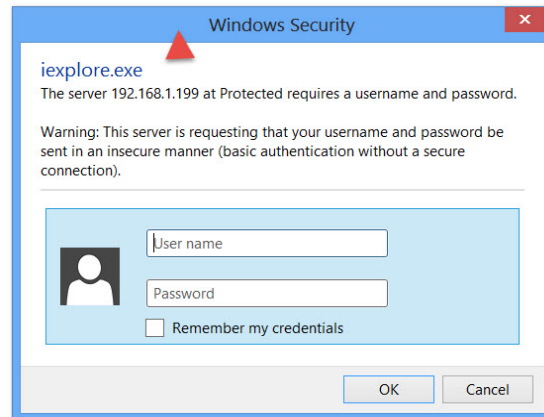 Windows Security
iexplore.exe
The server 192.168.1.199 at Protected requires a username and password.
Warning: This server is requesting that your username and password be
sent in an insecure manner (basic authentication without a secure
connection).
User name
Password
Remember my credentials
OK Cancel